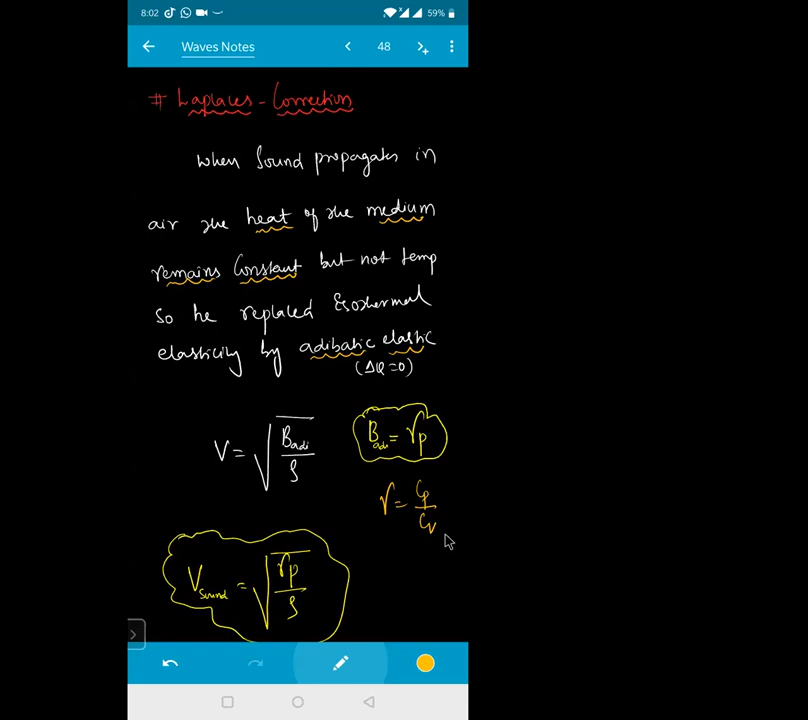 8:02
59%
Waves Notes
48
# Laplaces - Correction
When Sound propagates in
air the heat of the medium
remains Constant but not temp
So he replaced Isothermal
elasticity by adibatic elastic
(ΔQ=0)
V = √(B_adi/ρ)
B_adi = γp
γ = Cp/Cv
V_Sound = √(γp/ρ)